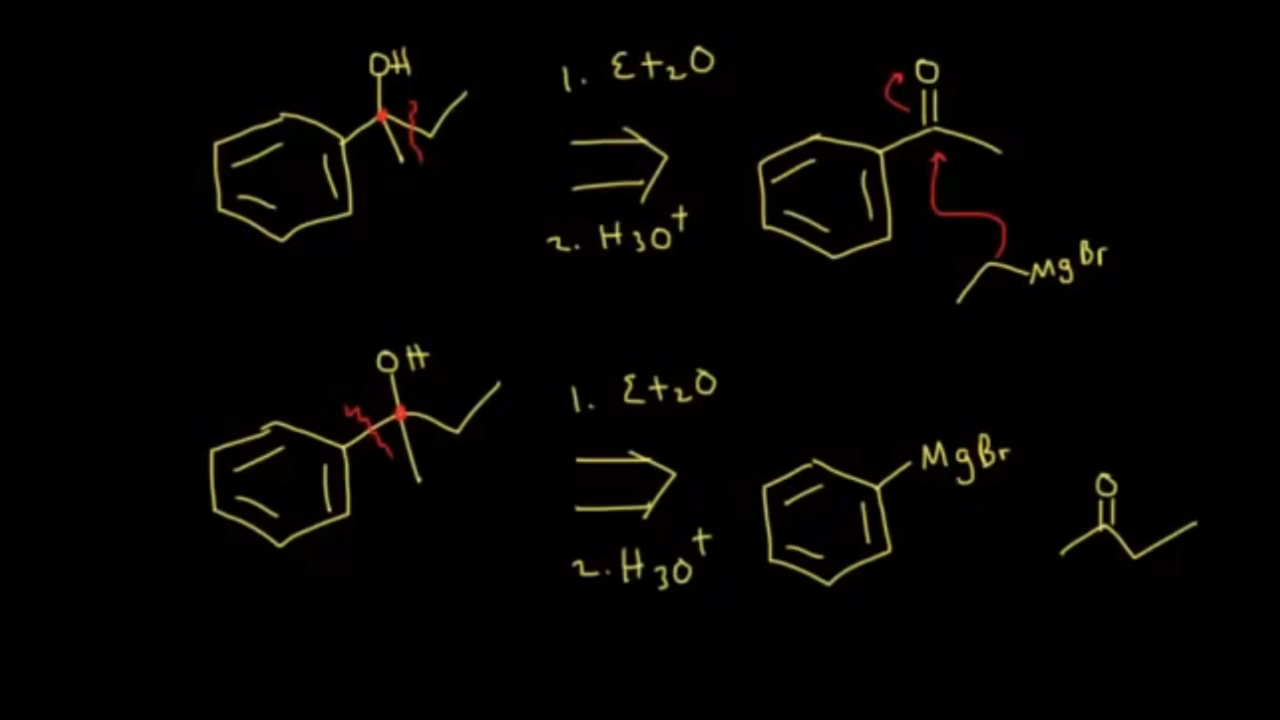 OH
1. Et₂O
O
2. H₃O⁺
MgBr
OH
1. Et₂O
MgBr
O
2. H₃O⁺